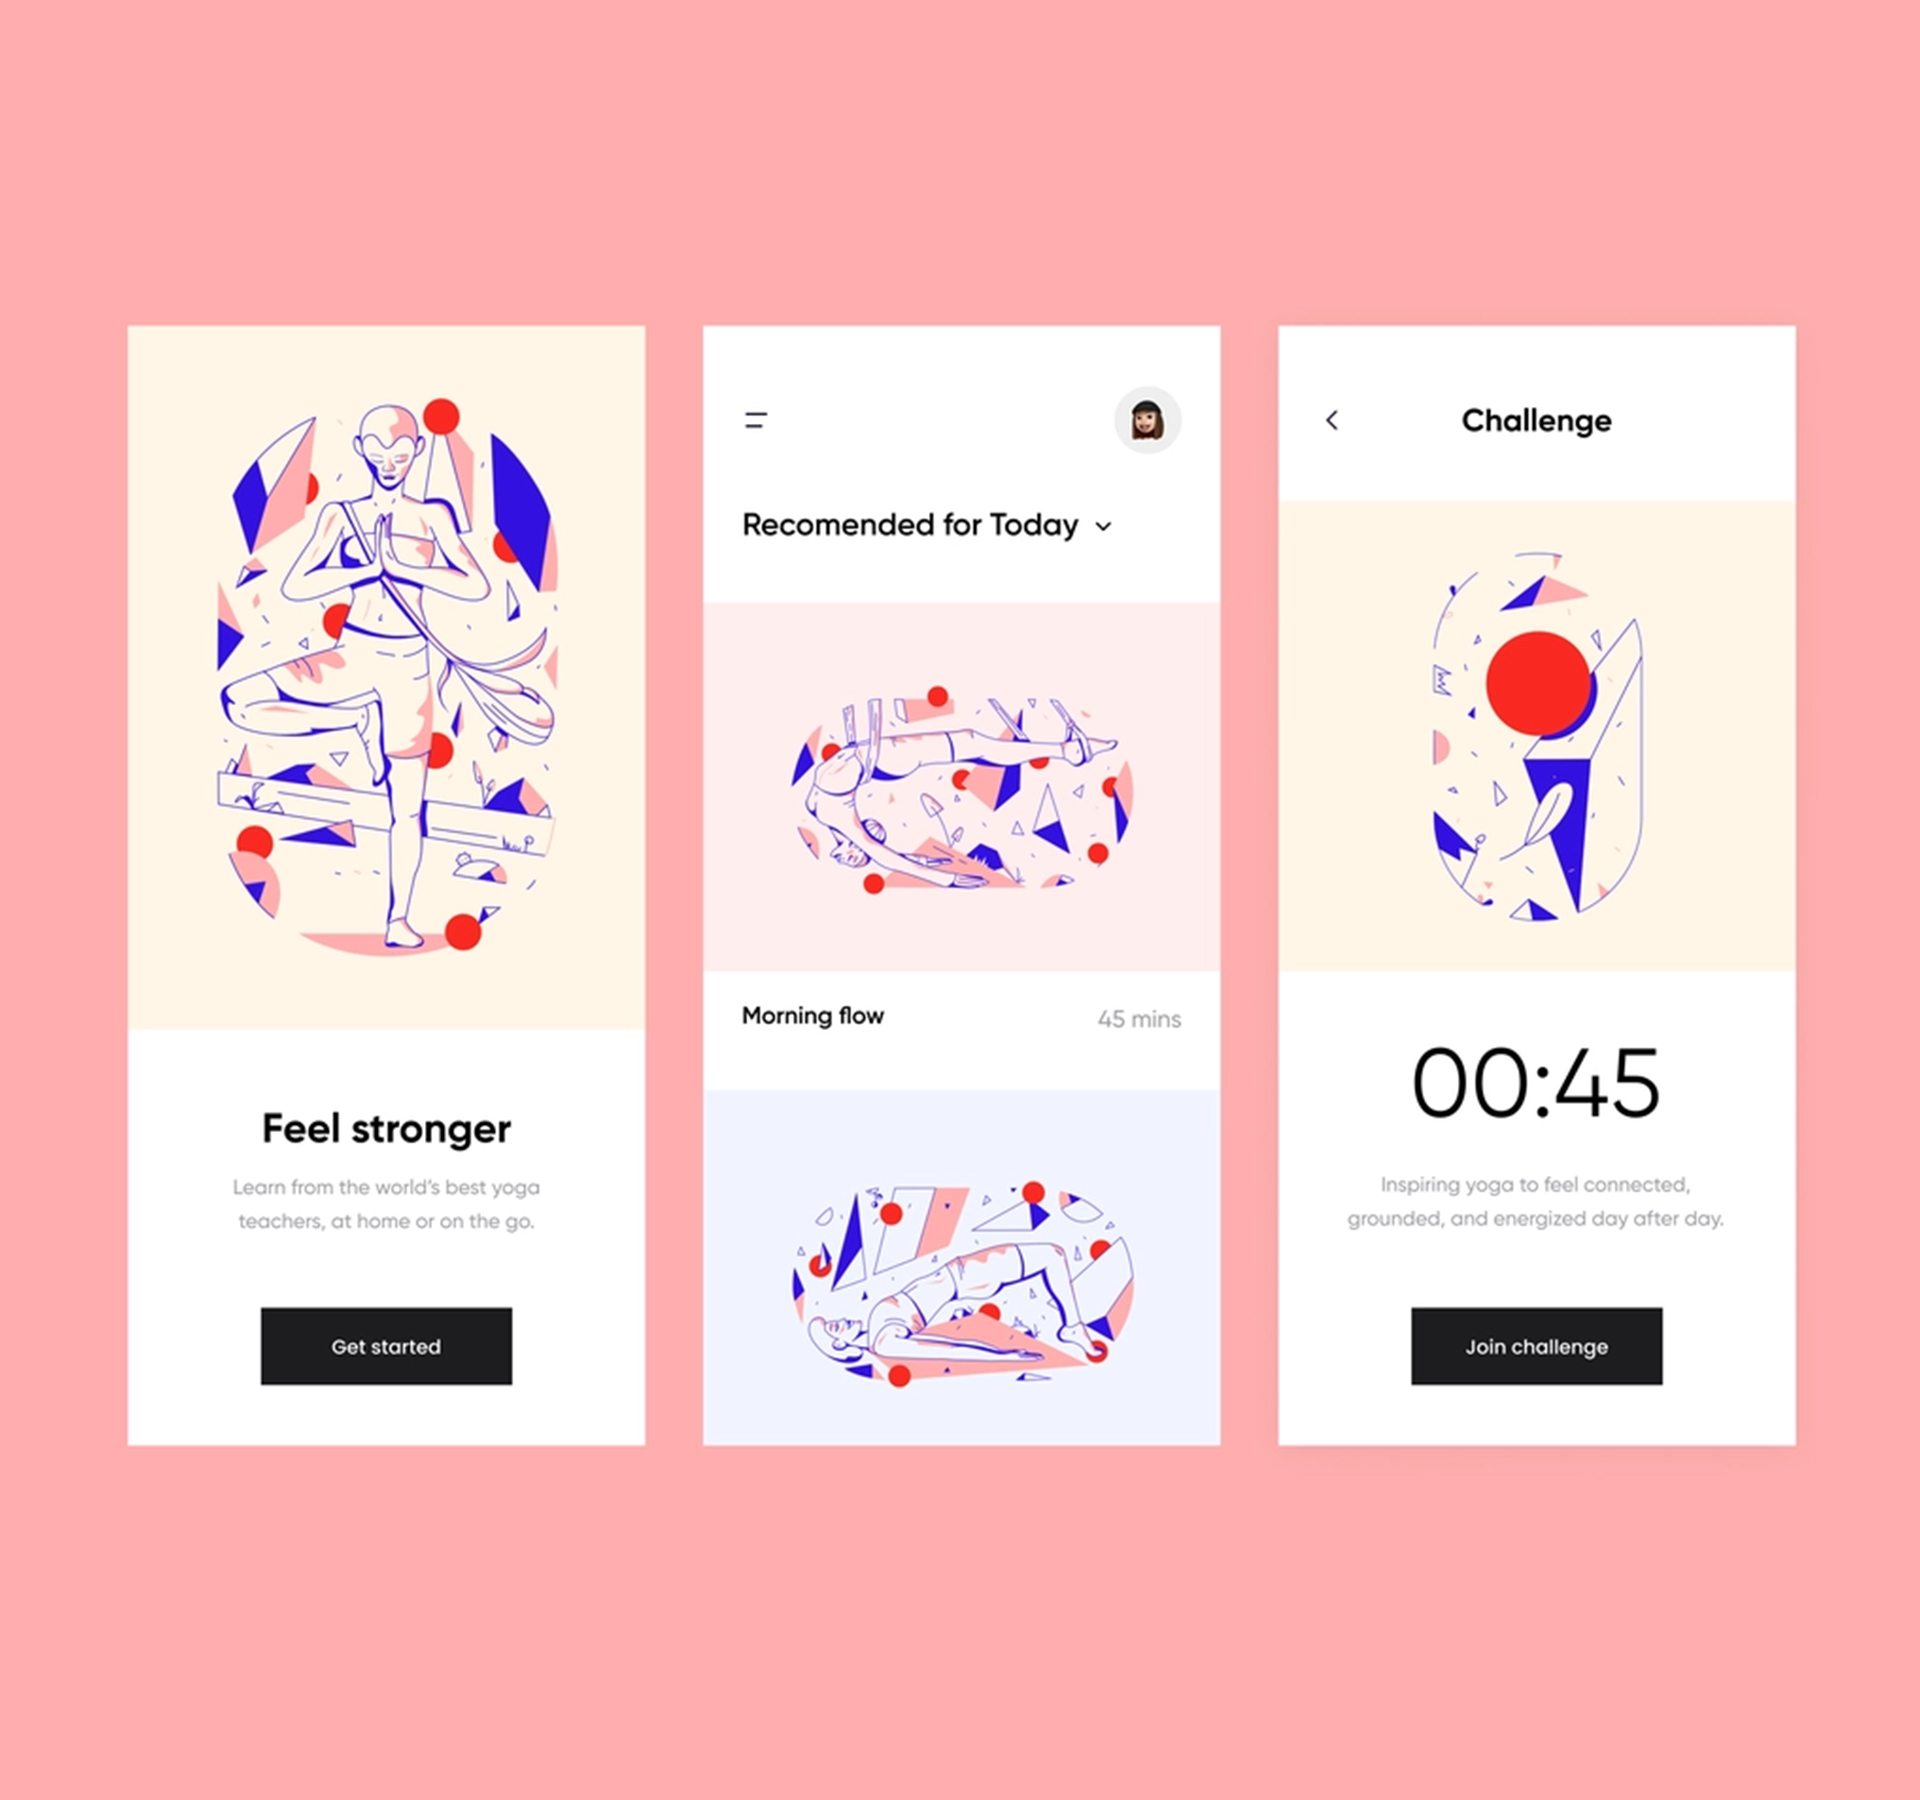 Feel stronger
Learn from the world's best yoga
teachers, at home or on the go.
Get started
Recomended for Today
Morning flow
45 mins
Challenge
00:45
Inspiring yoga to feel connected,
grounded, and energized day after day.
Join challenge